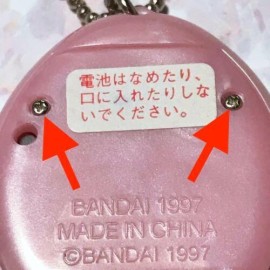 電池はなめたり、
口に入れたりしな
いでください。
BANDAI 1997
MADE IN CHINA
©BANDAI 1997